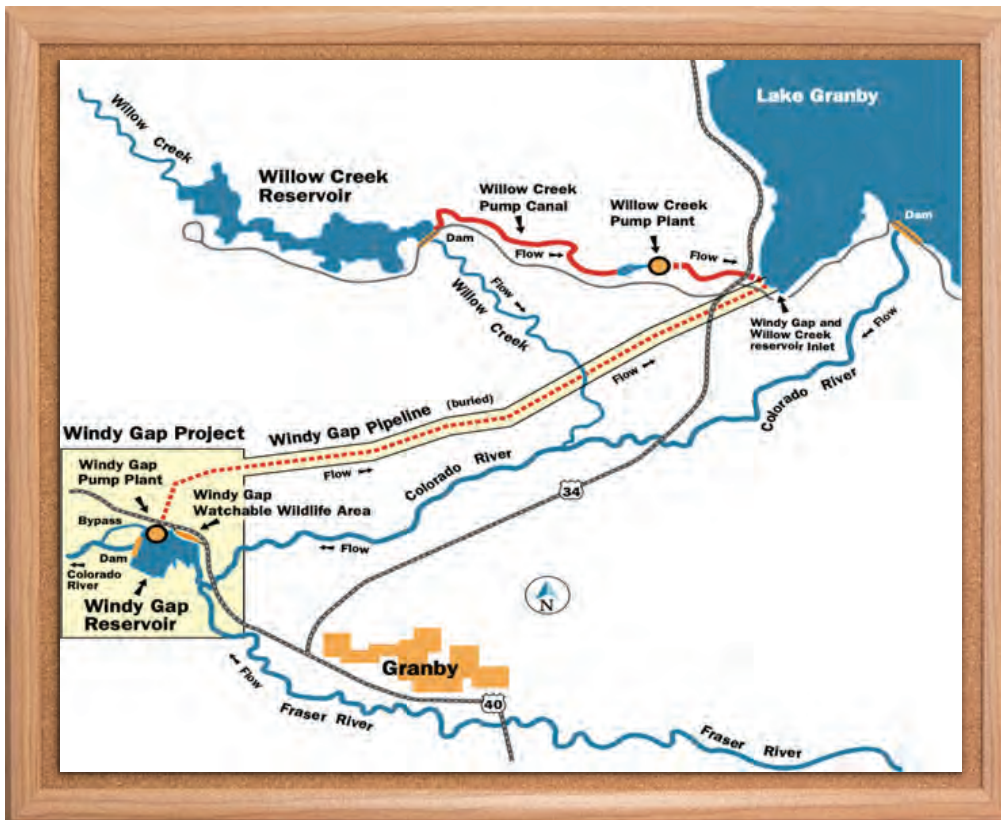 Willow
Creek
Lake Granby
Willow Creek
Reservoir
Willow Creek
Pump Canal
Willow Creek
Pump Plant
Dam
Dam
Flow
Flow
Flow
Willow
Creek
Windy Gap and
Willow Creek
reservoir Inlet
Flow
Flow
Colorado River
Windy Gap Pipeline (buried)
Windy Gap Project
Flow
Colorado River
Windy Gap
Pump Plant
Windy Gap
Watchable Wildlife Area
34
Bypass
Flow
Dam
Colorado
River
N
Windy Gap
Reservoir
Granby
Flow
40
Fraser River
Fraser River